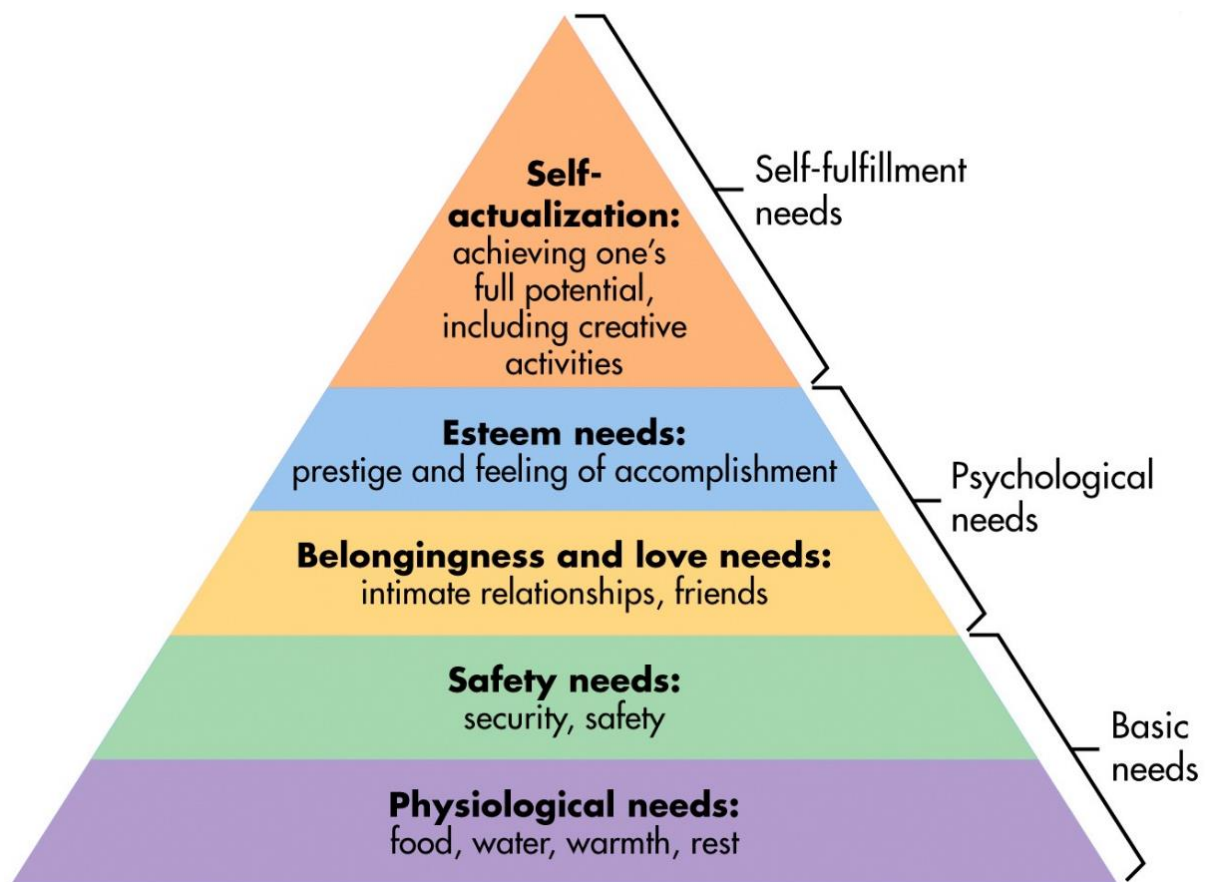 Self-
actualization:
achieving one's
full potential,
including creative
activities
Self-fulfillment
needs
Esteem needs:
prestige and feeling of accomplishment
Psychological
needs
Belongingness and love needs:
intimate relationships, friends
Safety needs:
security, safety
Basic
needs
Physiological needs:
food, water, warmth, rest